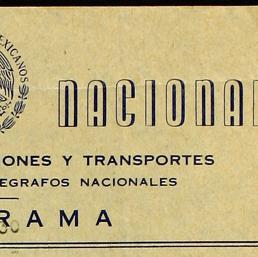 MEXICANOS
NACIONAL
IONES Y TRANSPORTES
EGRAFOS NACIONALES
RAMA